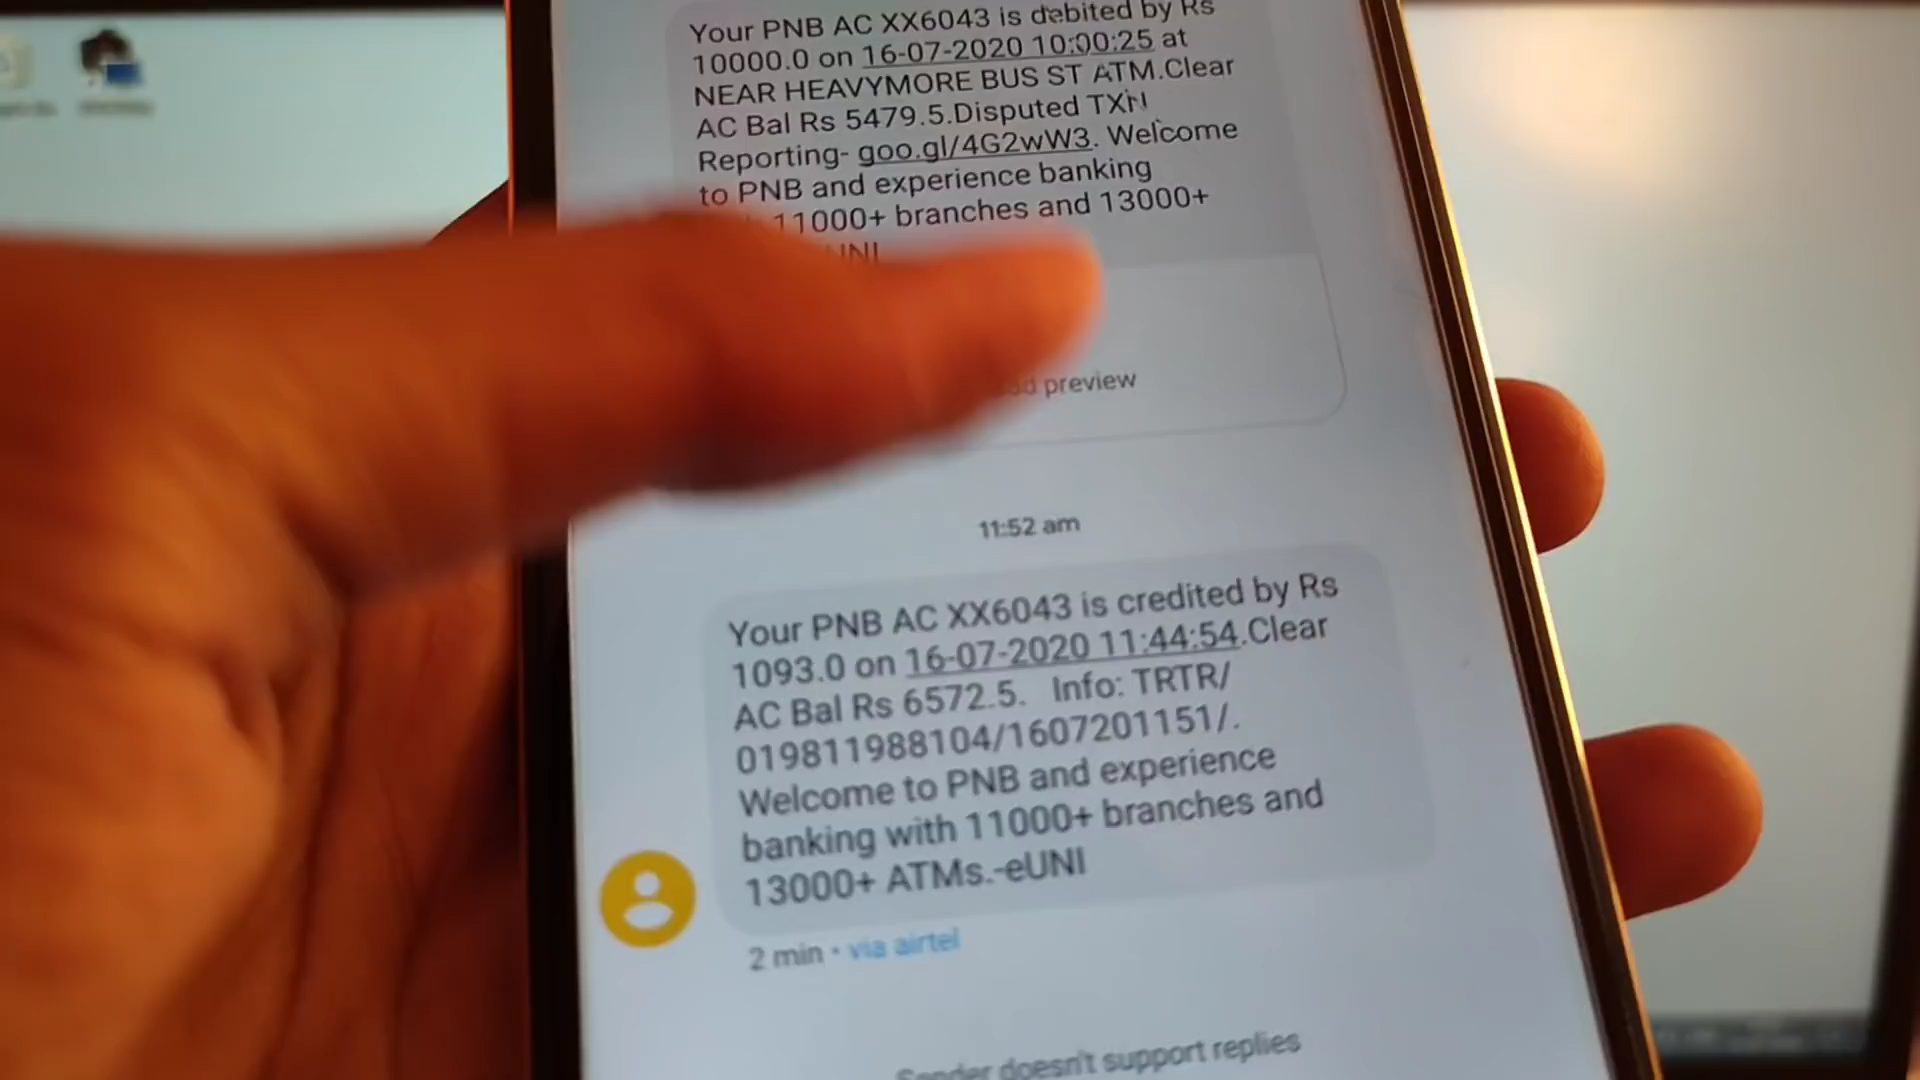 Your PNB AC XX6043 is debited by Rs
10000.0 on 16-07-2020 10:00:25 at
NEAR HEAVYMORE BUS ST ATM.Clear
AC Bal Rs 5479.5.Disputed TXN
Reporting- goo.gl/4G2wW3. Welcome
to PNB and experience banking
11000+ branches and 13000+
preview
11:52 am
Your PNB AC XX6043 is credited by Rs
1093.0 on 16-07-2020 11:44:54.Clear
AC Bal Rs 6572.5. Info: TRTR/
019811988104/1607201151/.
Welcome to PNB and experience
banking with 11000+ branches and
13000+ ATMs.-eUNI
2 min • via airtel
Sender doesn't support replies